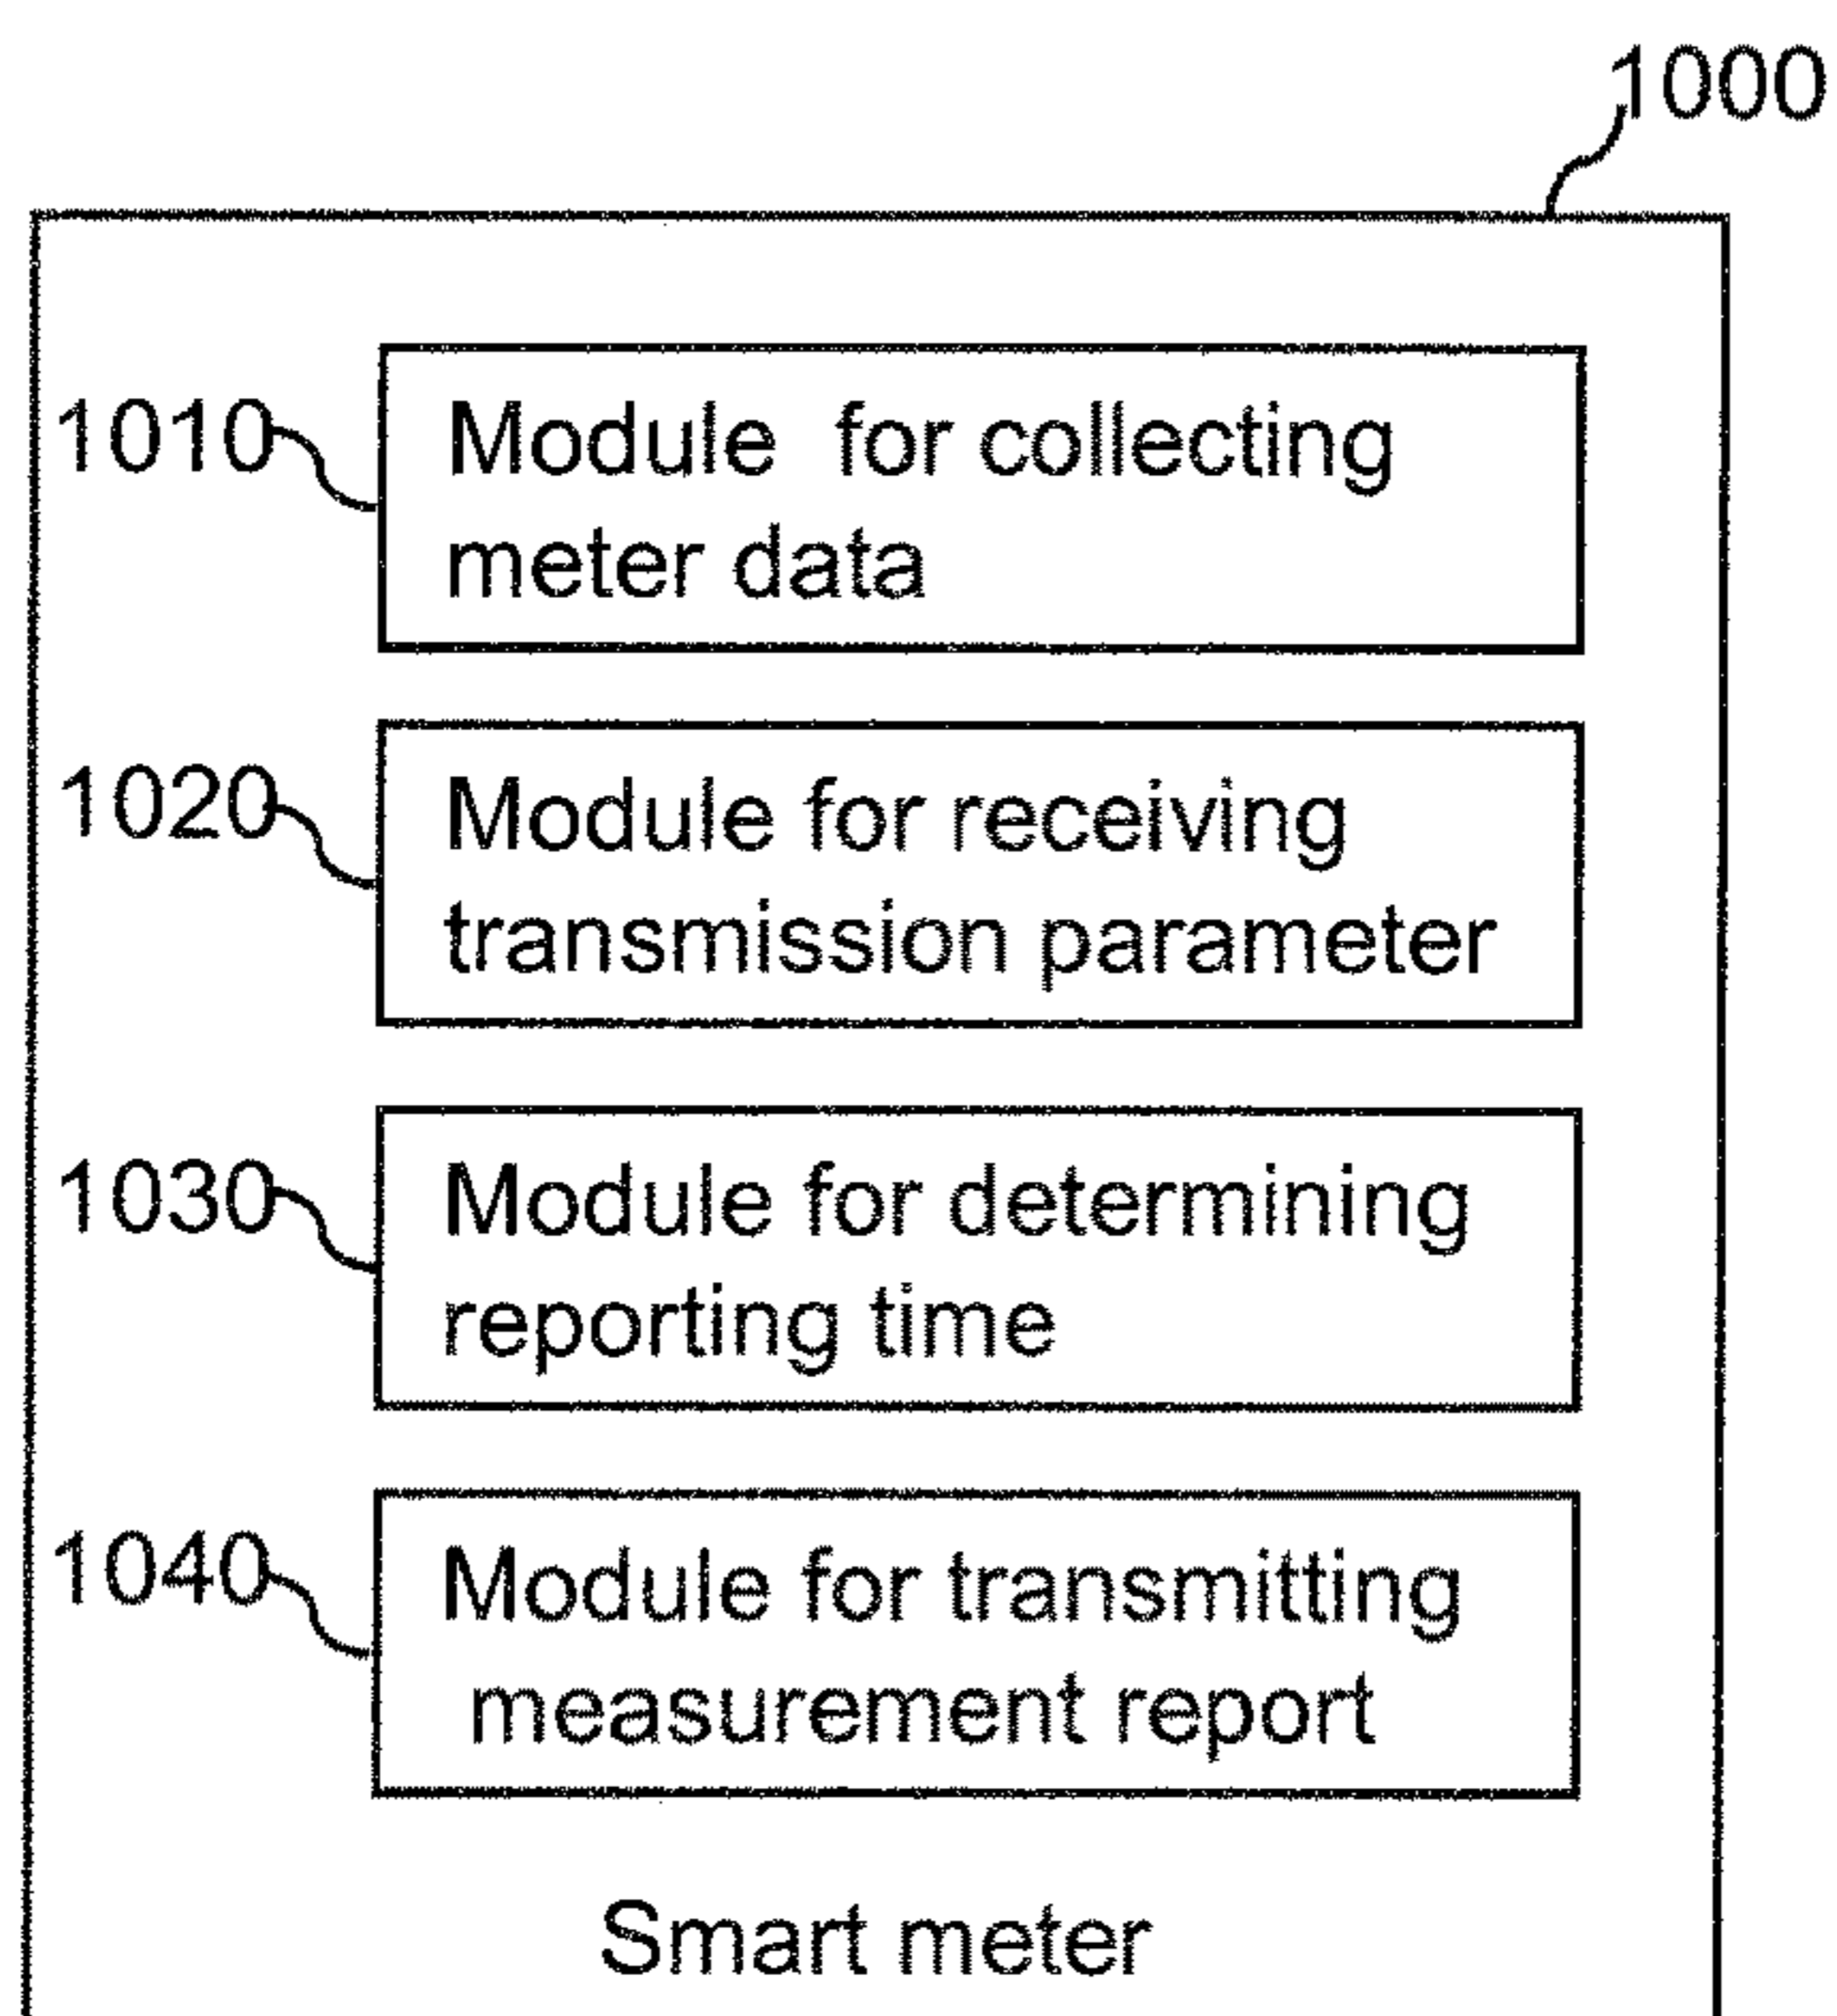 1000
1010
Module for collecting
meter data
1020
Module for receiving
transmission parameter
1030
Module for determining
reporting time
1040
Module for transmitting
measurement report
Smart meter